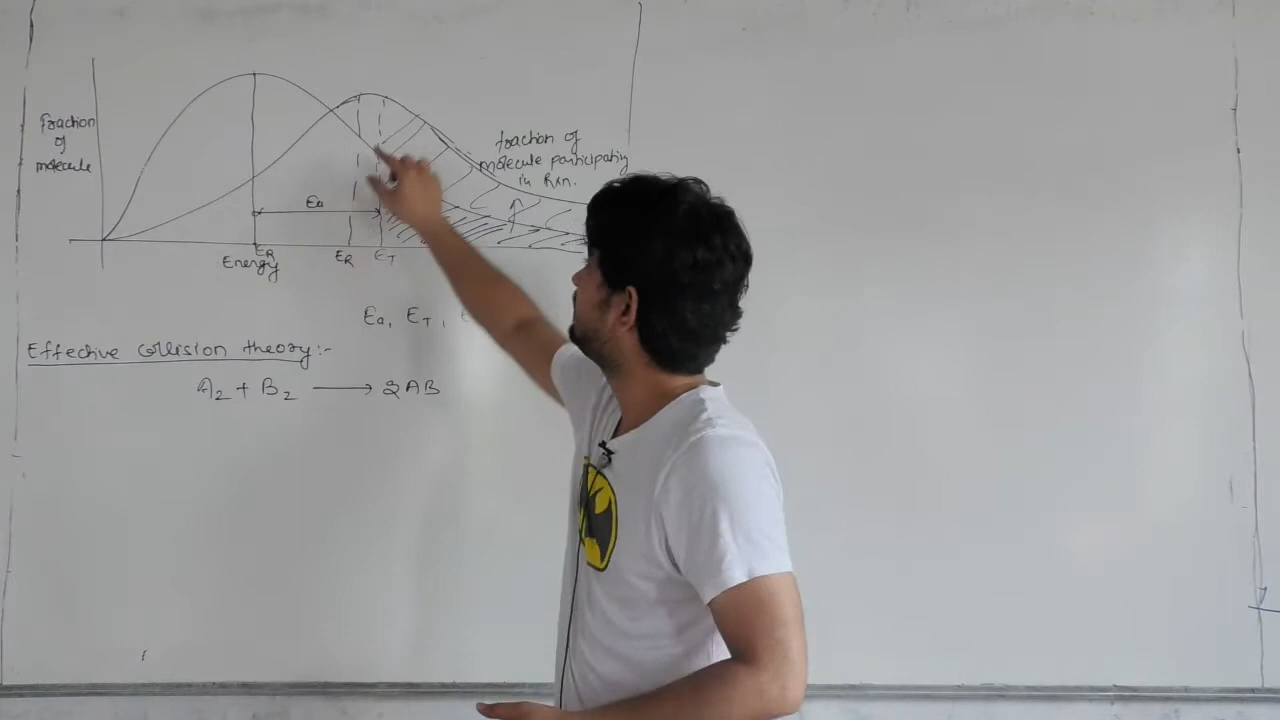 fraction
of
molecule
fraction of
molecule participating
in Rxn.
Ea
ER
Energy
ER
ET
Ea, ET, E
Effective collision theory:-
A2 + B2 ⟶ 2AB